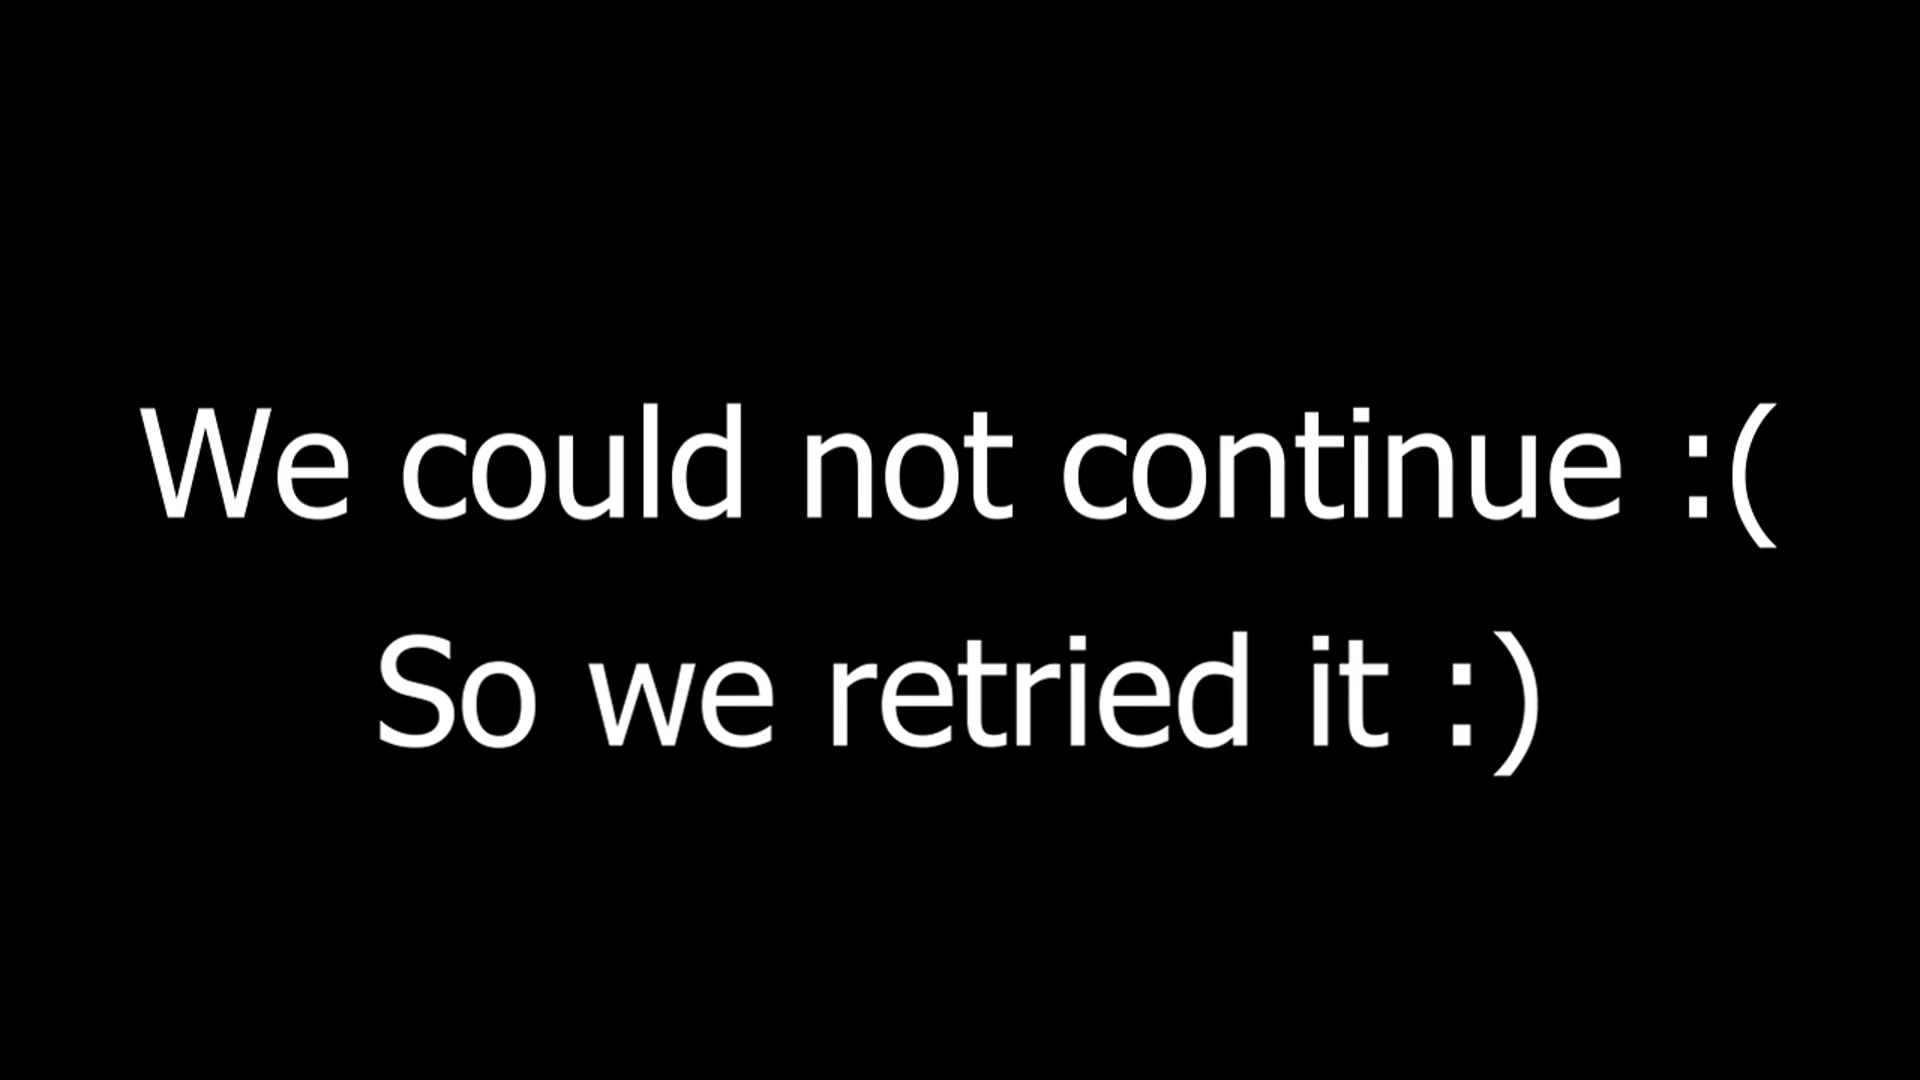 We could not continue :(
So we retried it :)